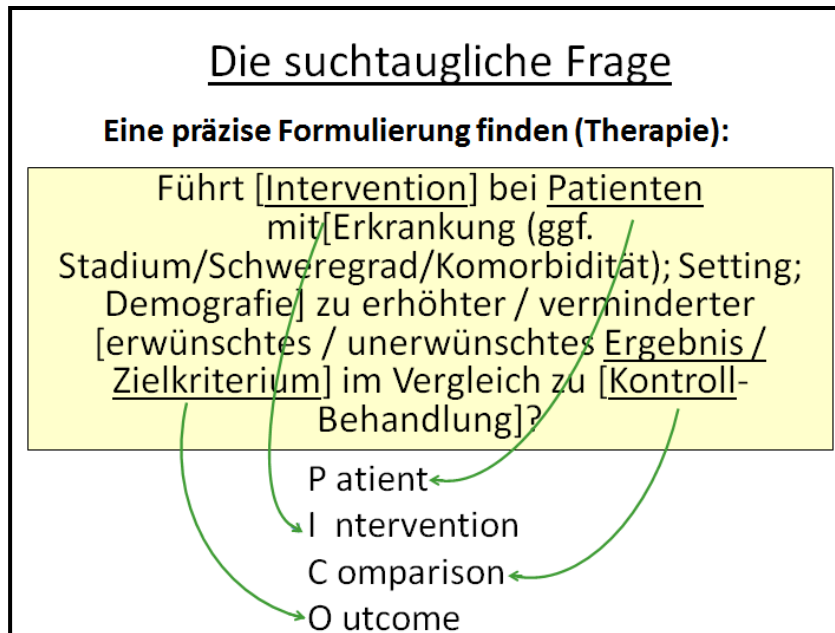 Die suchtaugliche Frage
Eine präzise Formulierung finden (Therapie):
Führt [Intervention] bei Patienten
mit[Erkrankung (ggf.
Stadium/Schweregrad/Komorbidität); Setting;
Demografie] zu erhöhter / verminderter
[erwünschtes / unerwünschtes Ergebnis /
Zielkriterium] im Vergleich zu [Kontroll-
Behandlung]?
P atient
I ntervention
C omparison
O utcome